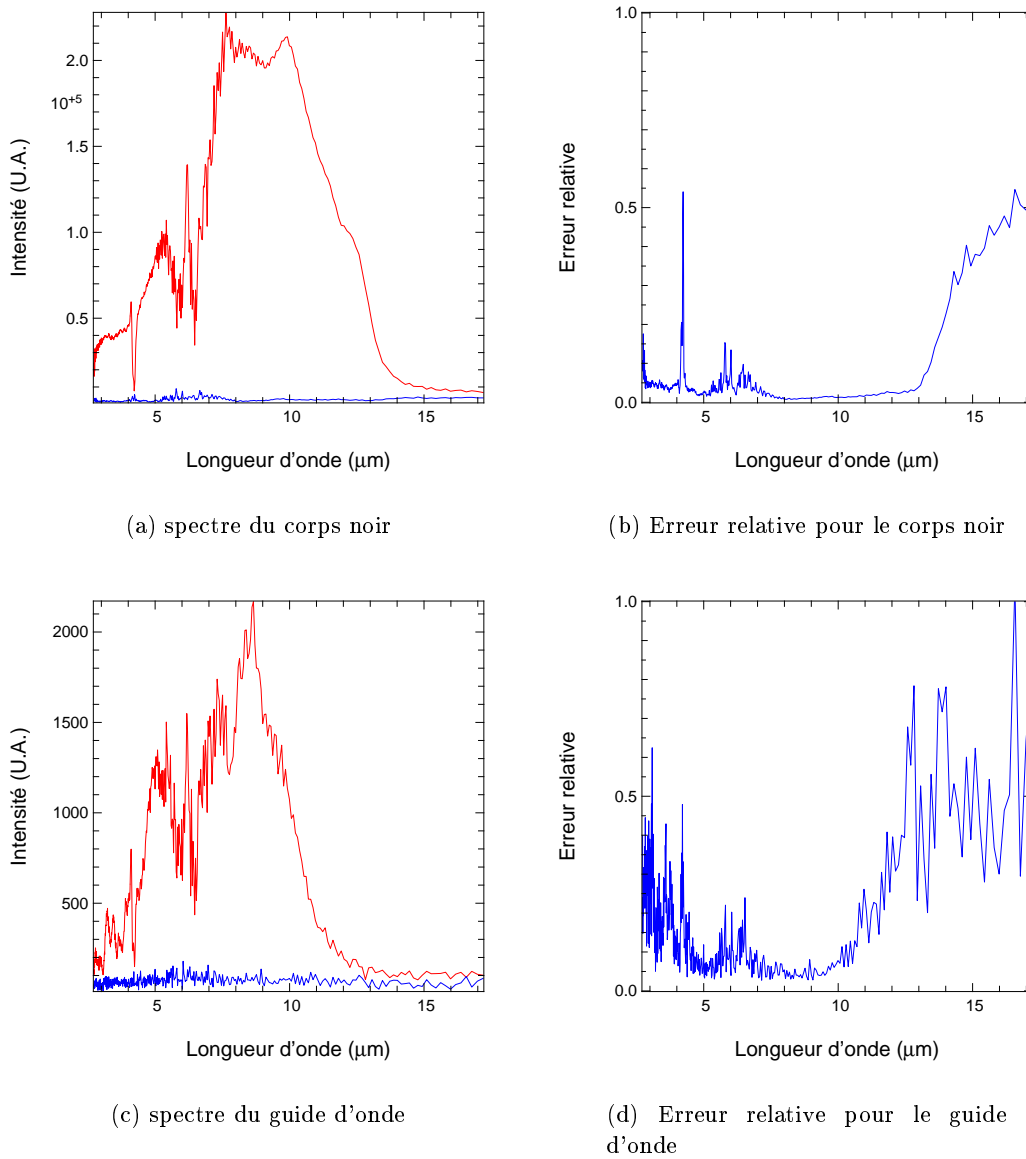 2.0
10+5
1.5
1.0
0.5
5
10
15
Intensité (U.A.)
Longueur d'onde (μm)
(a) spectre du corps noir
1.0
0.5
0.0
5
10
15
Erreur relative
Longueur d'onde (μm)
(b) Erreur relative pour le corps noir
2000
1500
1000
500
5
10
15
Intensité (U.A.)
Longueur d'onde (μm)
(c) spectre du guide d'onde
1.0
0.5
0.0
5
10
15
Erreur relative
Longueur d'onde (μm)
(d) Erreur relative pour le guide
d'onde